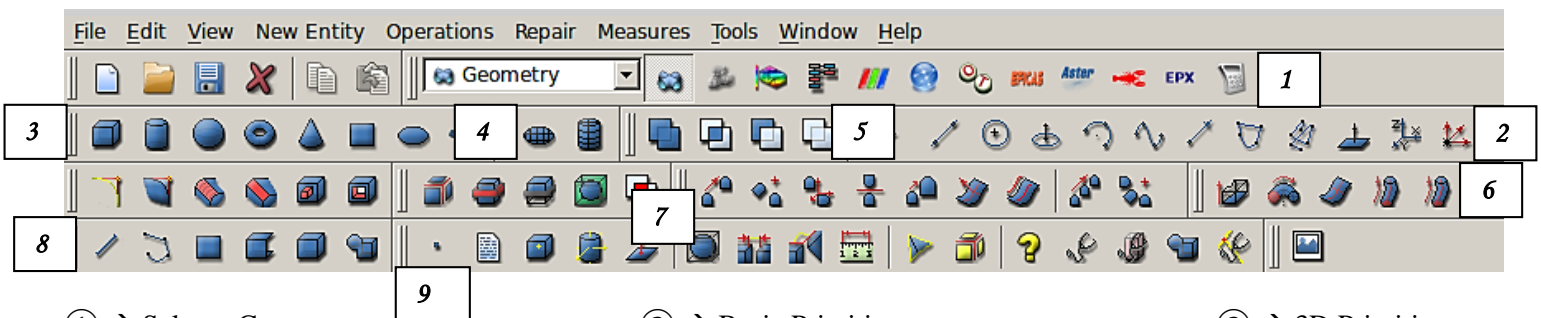 File Edit View New Entity Operations Repair Measures Tools Window Help
Geometry EFICAS Aster EPX 1
3 4 5 2
6
7
8
9